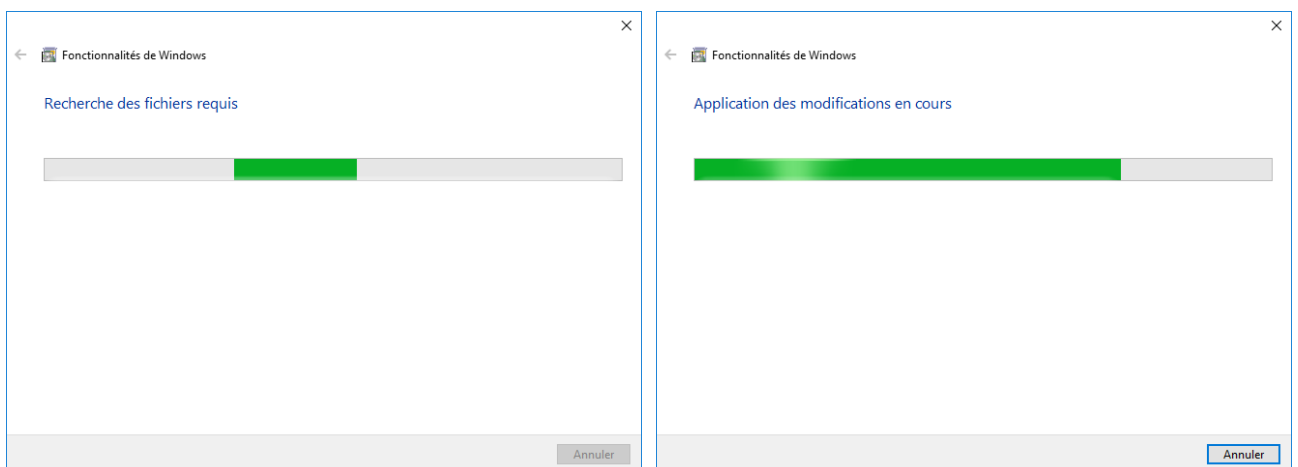 Fonctionnalités de Windows
Recherche des fichiers requis
Annuler
Fonctionnalités de Windows
Application des modifications en cours
Annuler